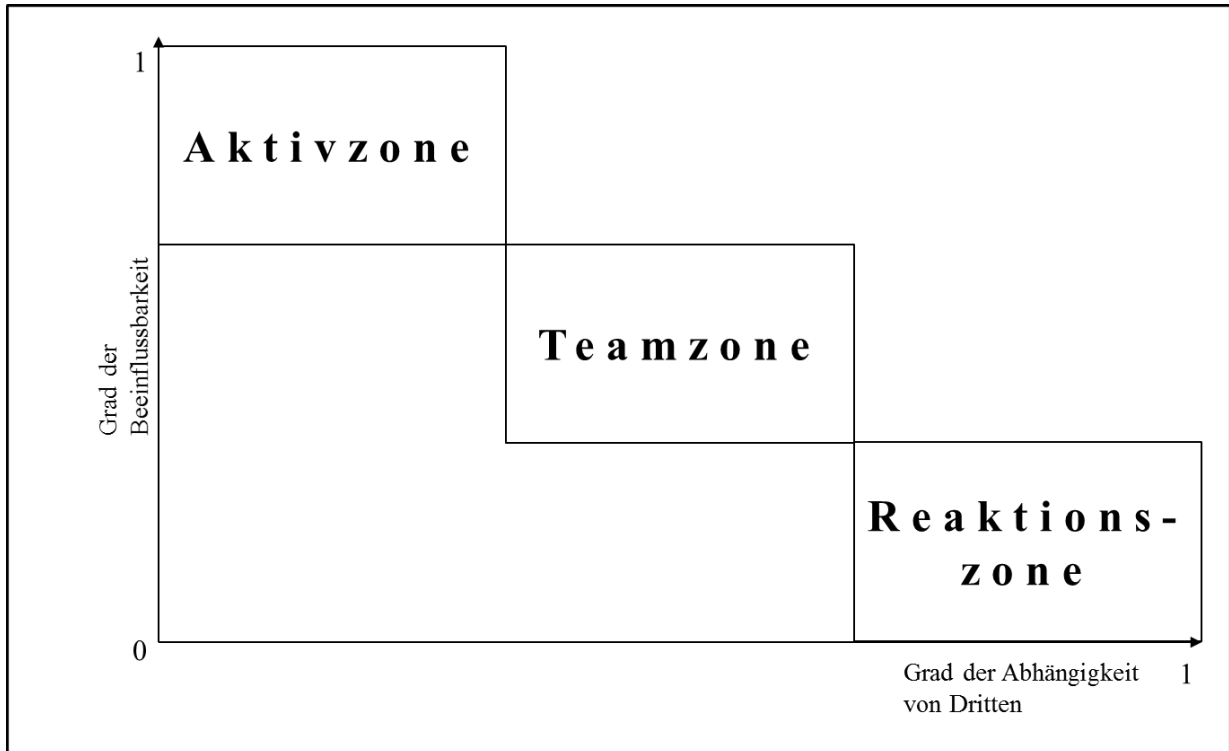 1
Aktivzone
Grad der
Beeinflussbarkeit
Teamzone
Reaktions-
zone
0
Grad der Abhängigkeit
von Dritten
1